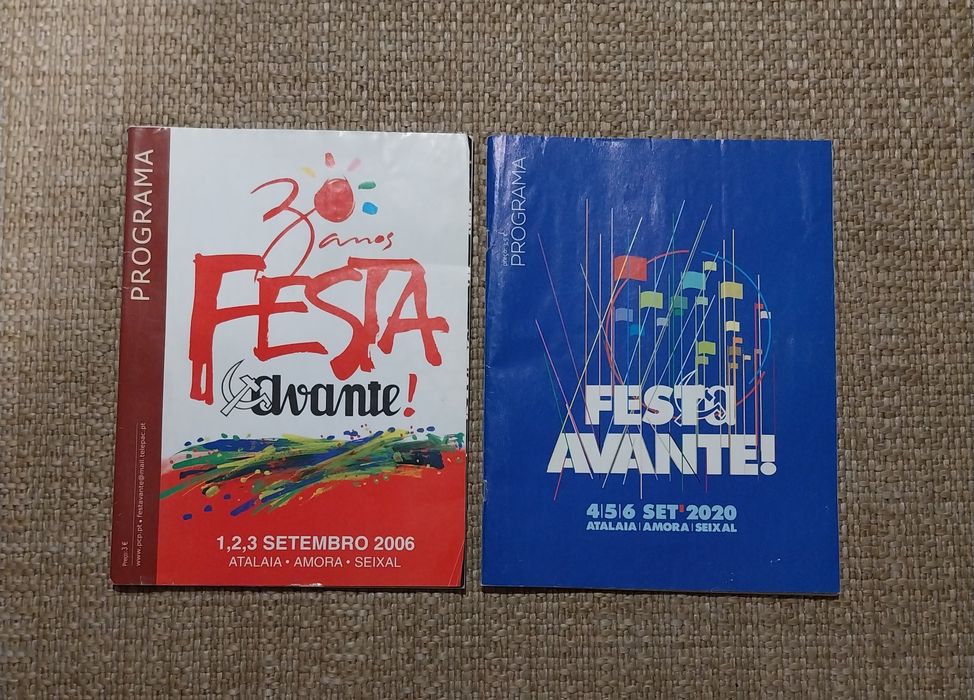 PROGRAMA
30
anos
FESTA
avante!
1,2,3 SETEMBRO 2006
ATALAIA • AMORA • SEIXAL
Preço: 3 €
www.pcp.pt • festavante@mail.telepac.pt
PROGRAMA
FESTA
AVANTE!
4|5|6 SET' 2020
ATALAIA | AMORA | SEIXAL